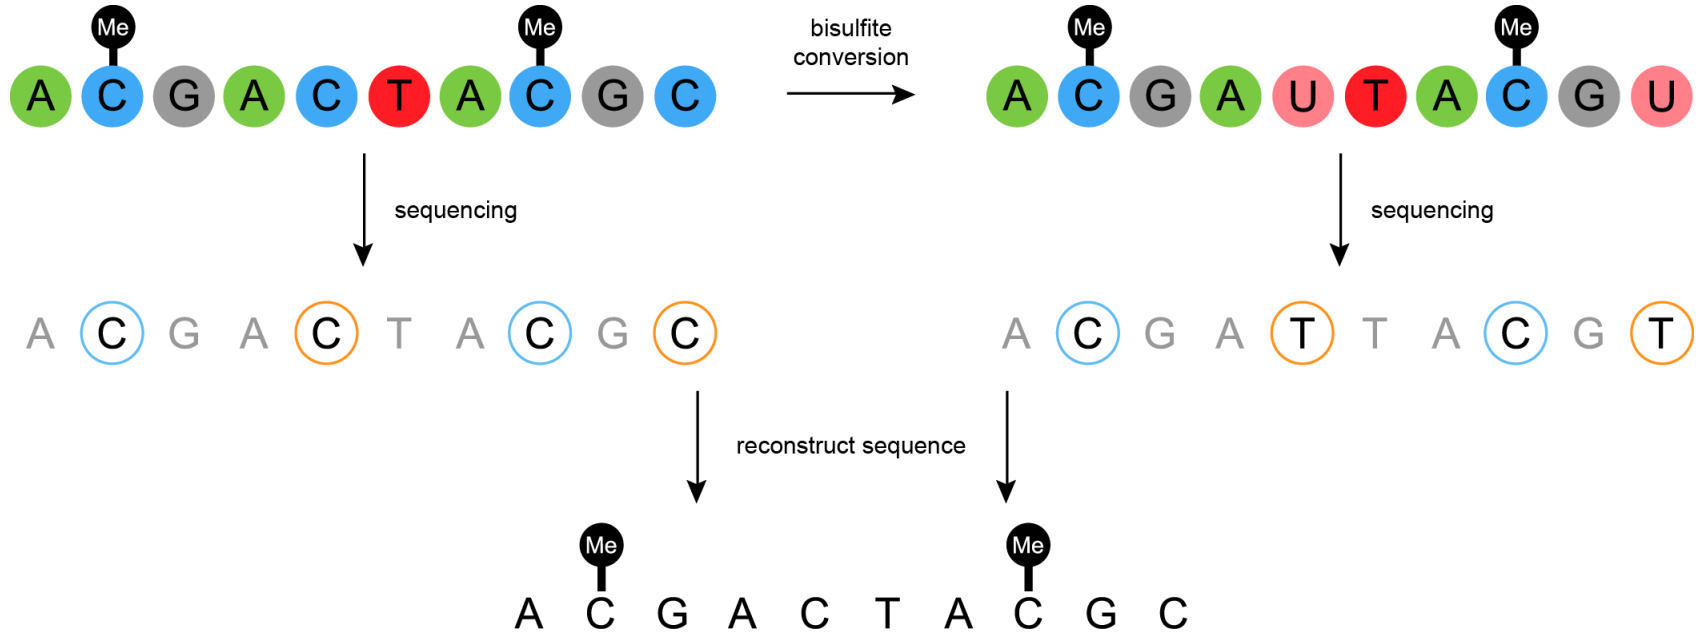 Me Me bisulfite Me Me
conversion
A C G A C T A C G C A C G A U T A C G U
sequencing sequencing
A C G A C T A C G C A C G A T T A C G T
reconstruct sequence
Me Me
A C G A C T A C G C